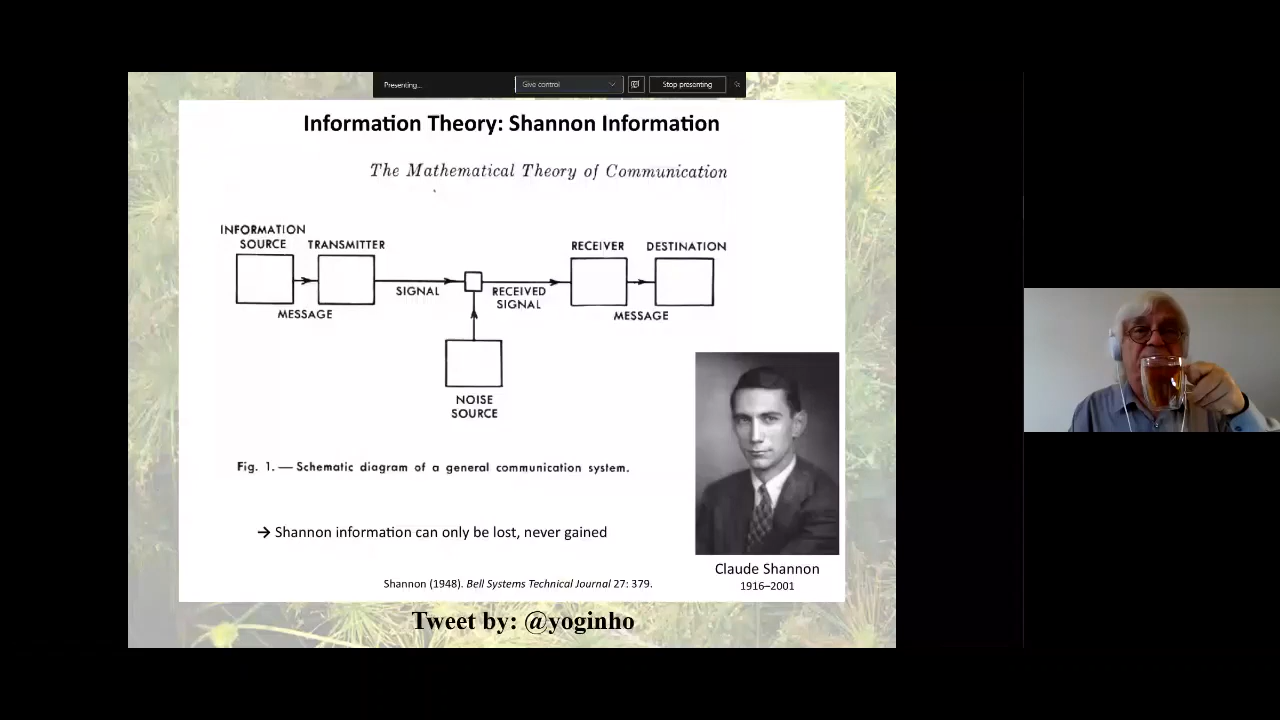 Presenting...
Give control
Stop presenting
Information Theory: Shannon Information
The Mathematical Theory of Communication
INFORMATION
SOURCE
TRANSMITTER
RECEIVER
DESTINATION
SIGNAL
RECEIVED
SIGNAL
MESSAGE
MESSAGE
NOISE
SOURCE
Fig. 1. — Schematic diagram of a general communication system.
→ Shannon information can only be lost, never gained
Claude Shannon
1916–2001
Shannon (1948). Bell Systems Technical Journal 27: 379.
Tweet by: @yoginho